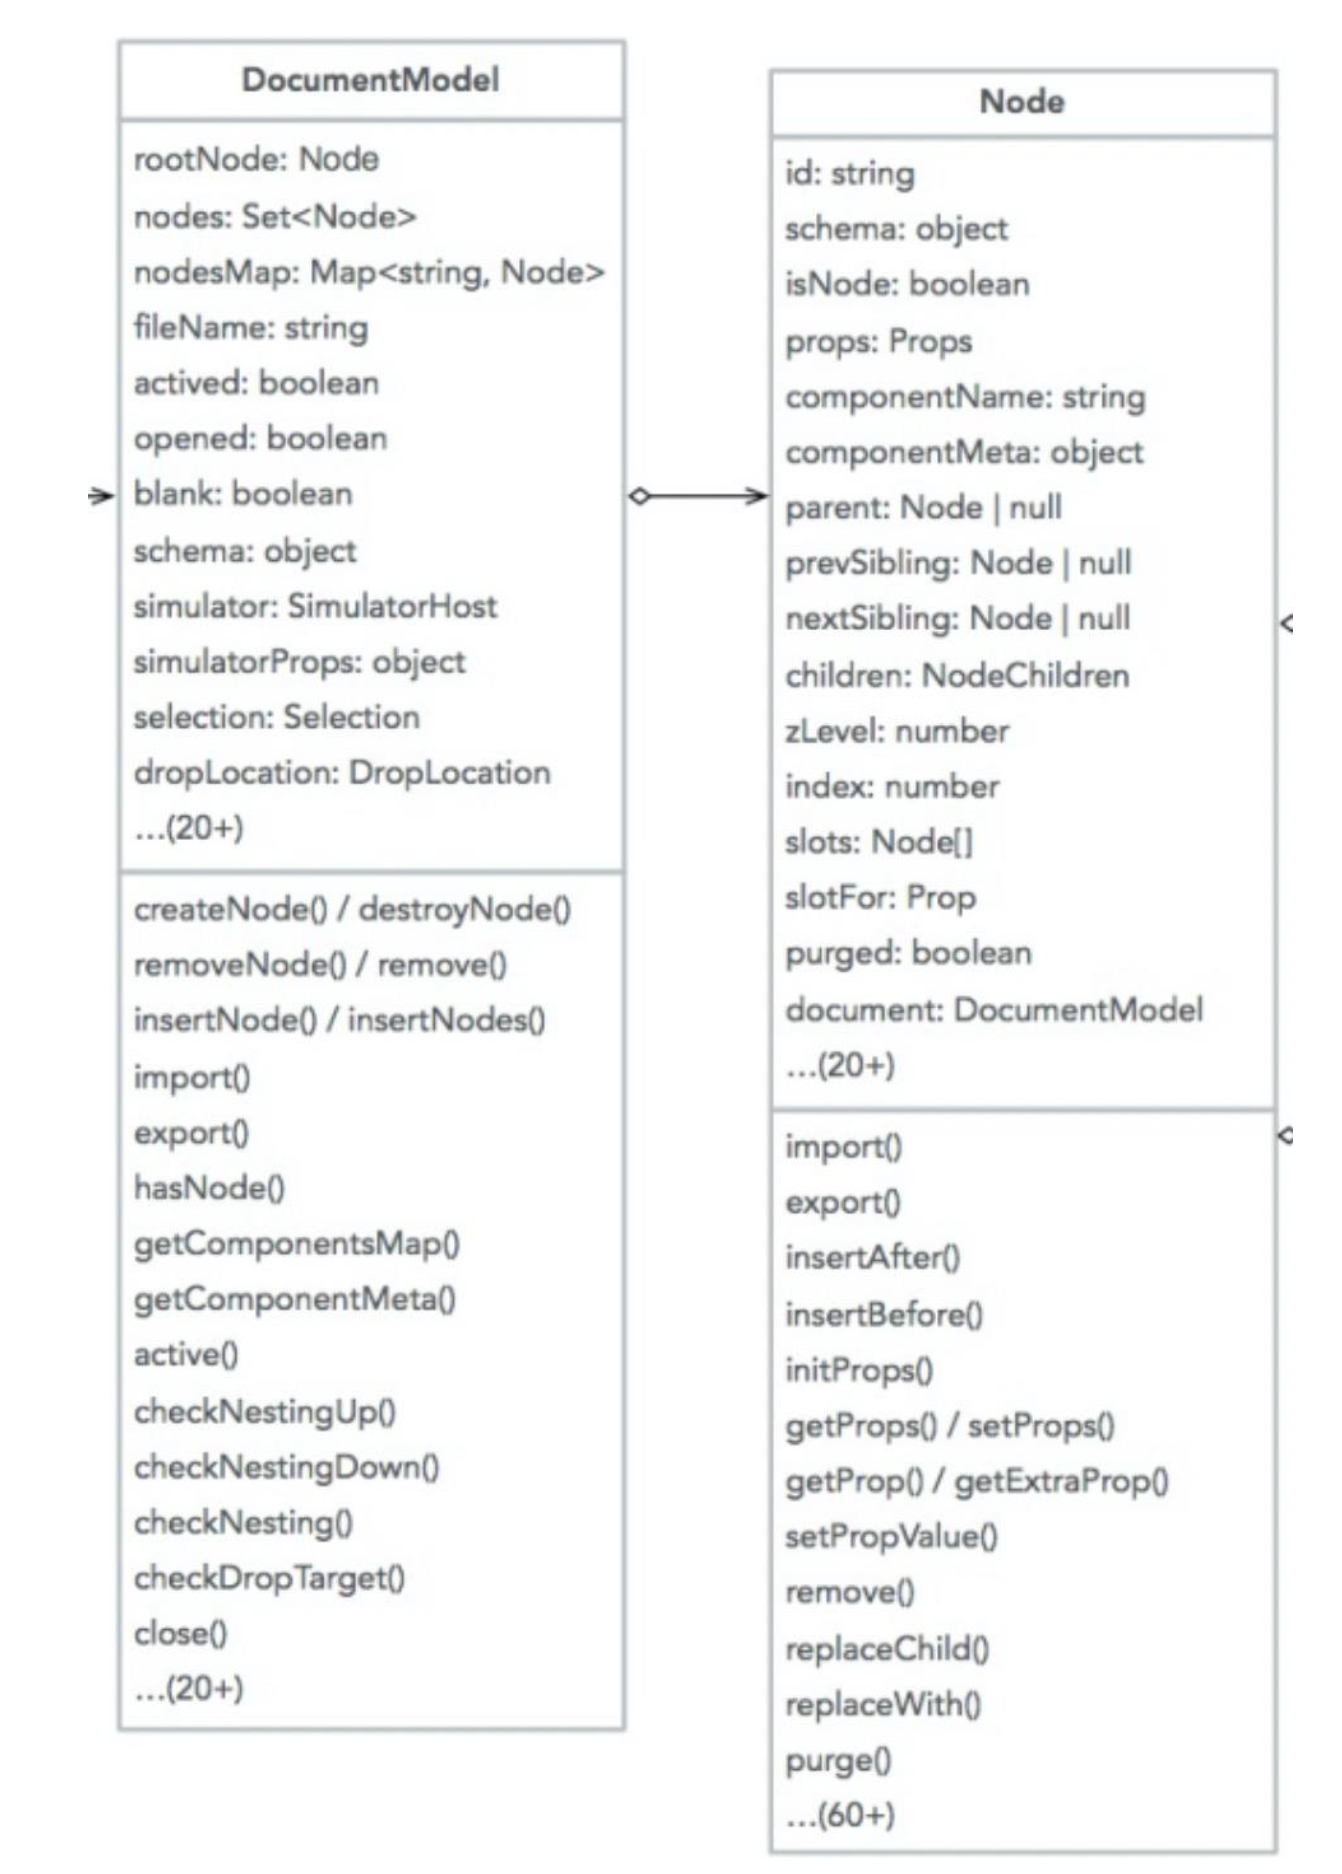 DocumentModel
rootNode: Node
nodes: Set<Node>
nodesMap: Map<string, Node>
fileName: string
actived: boolean
opened: boolean
blank: boolean
schema: object
simulator: SimulatorHost
simulatorProps: object
selection: Selection
dropLocation: DropLocation
...(20+)
createNode() / destroyNode()
removeNode() / remove()
insertNode() / insertNodes()
import()
export()
hasNode()
getComponentsMap()
getComponentMeta()
active()
checkNestingUp()
checkNestingDown()
checkNesting()
checkDropTarget()
close()
...(20+)
Node
id: string
schema: object
isNode: boolean
props: Props
componentName: string
componentMeta: object
parent: Node | null
prevSibling: Node | null
nextSibling: Node | null
children: NodeChildren
zLevel: number
index: number
slots: Node[]
slotFor: Prop
purged: boolean
document: DocumentModel
...(20+)
import()
export()
insertAfter()
insertBefore()
initProps()
getProps() / setProps()
getProp() / getExtraProp()
setPropValue()
remove()
replaceChild()
replaceWith()
purge()
...(60+)